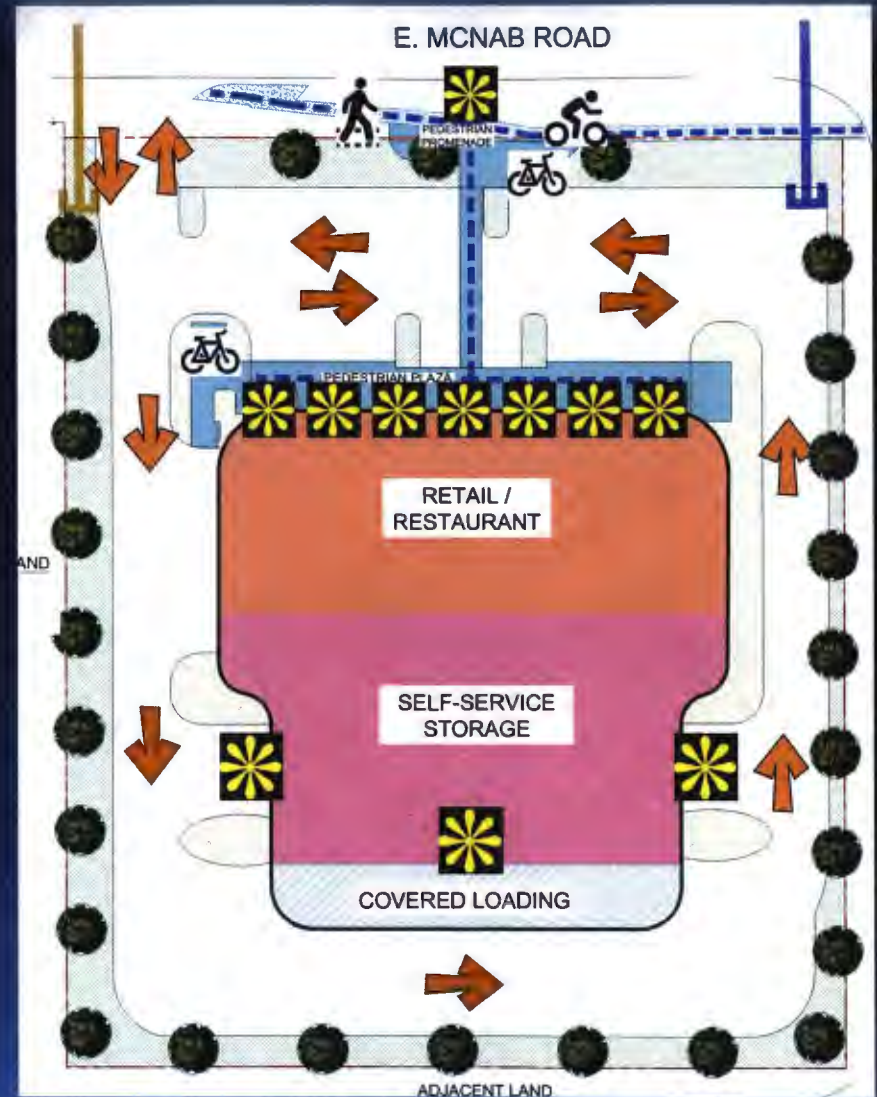 E. MCNAB ROAD
PEDESTRIAN
PROMENADE
PEDESTRIAN PLAZA
RETAIL /
RESTAURANT
AND
SELF-SERVICE
STORAGE
COVERED LOADING
ADJACENT LAND